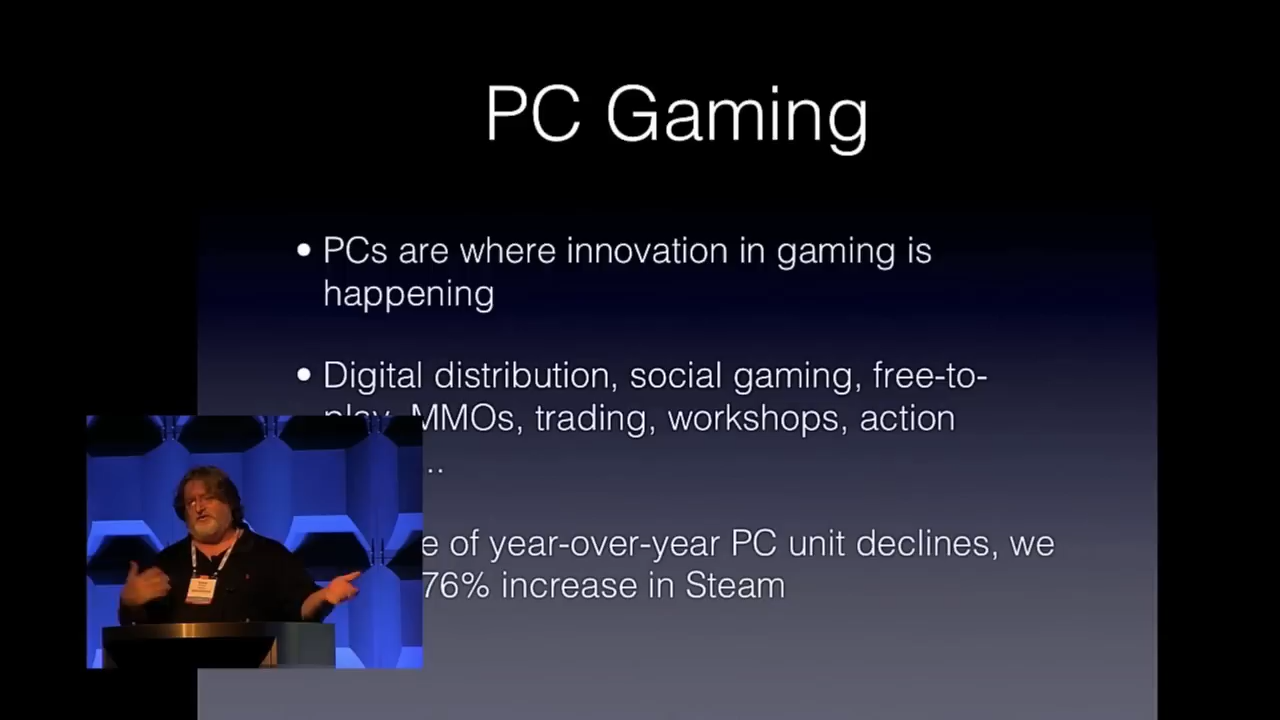 PC Gaming
• PCs are where innovation in gaming is
happening
• Digital distribution, social gaming, free-to-
play, MMOs, trading, workshops, action
..
e of year-over-year PC unit declines, we
76% increase in Steam